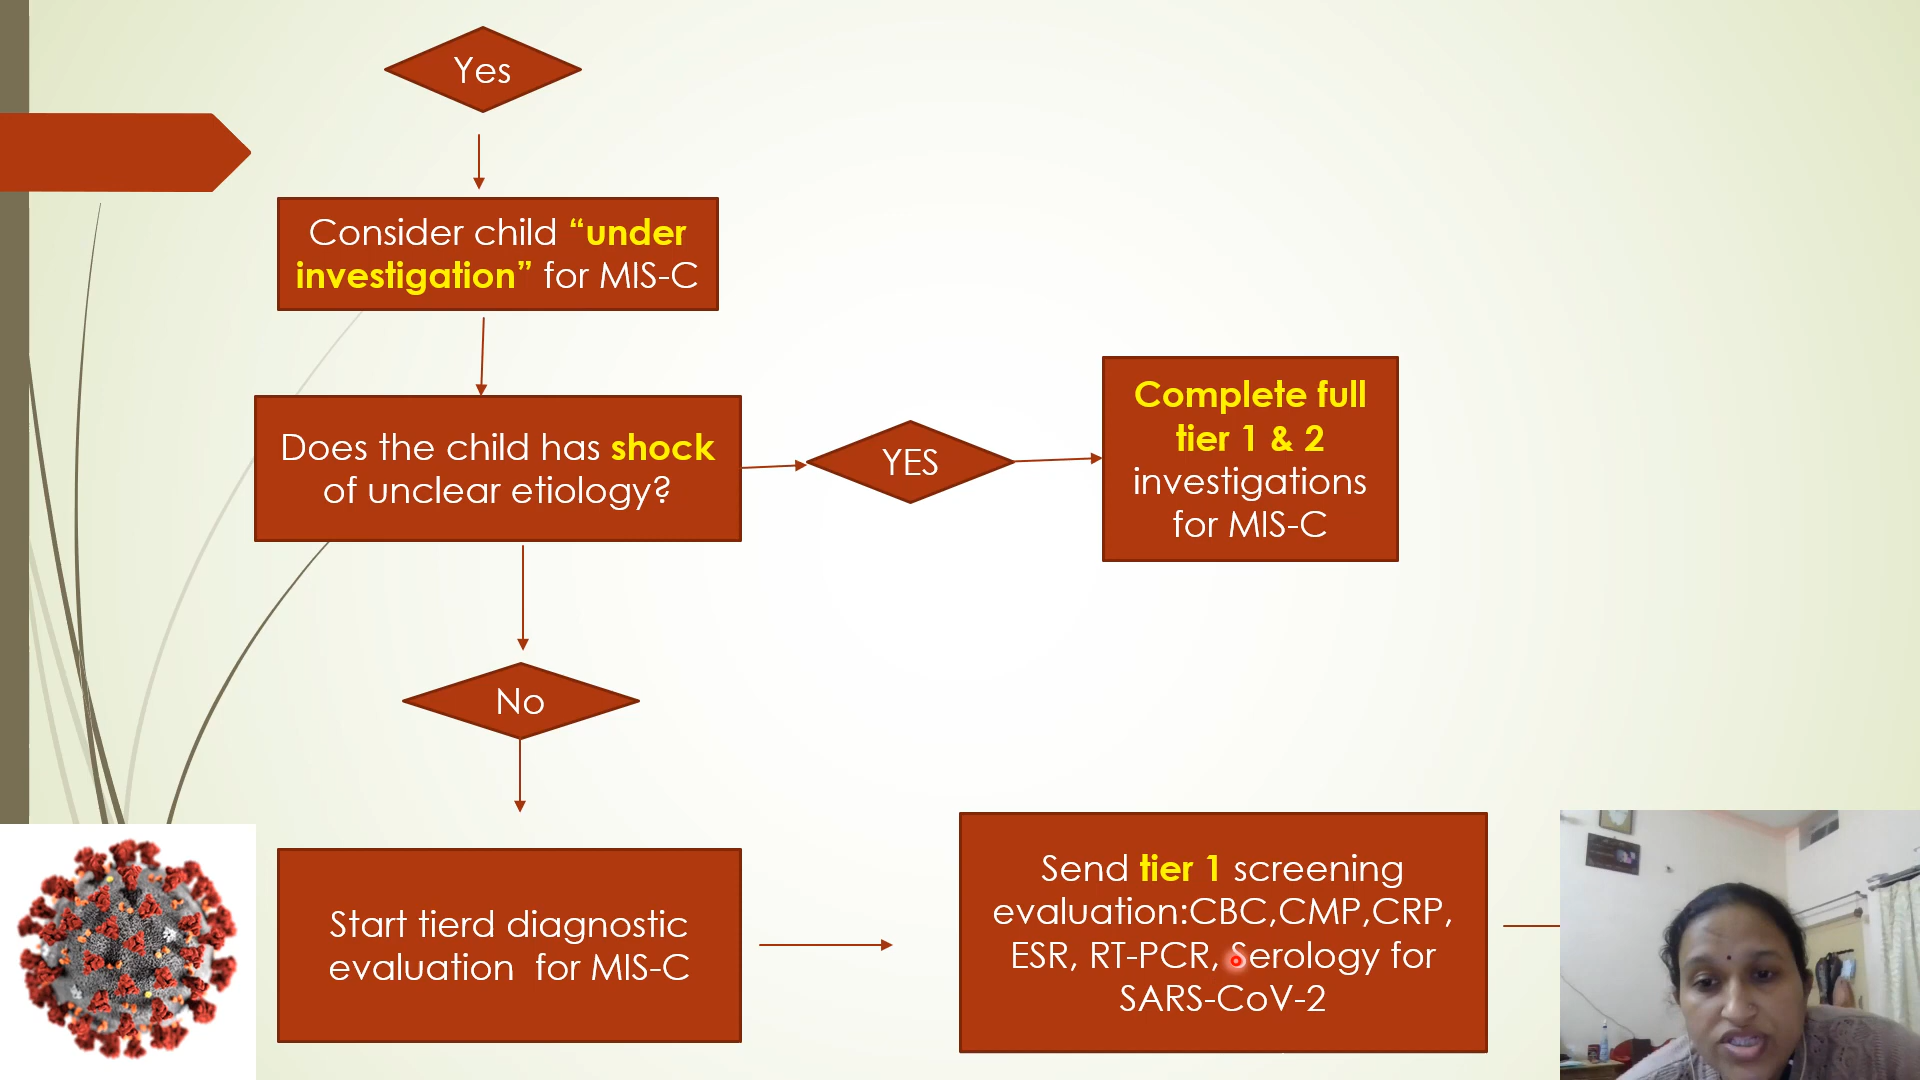 Yes
Consider child “under
investigation” for MIS-C
Does the child has shock
of unclear etiology?
YES
Complete full
tier 1 & 2
investigations
for MIS-C
No
Start tierd diagnostic
evaluation for MIS-C
Send tier 1 screening
evaluation:CBC,CMP,CRP,
ESR, RT-PCR, Serology for
SARS-CoV-2